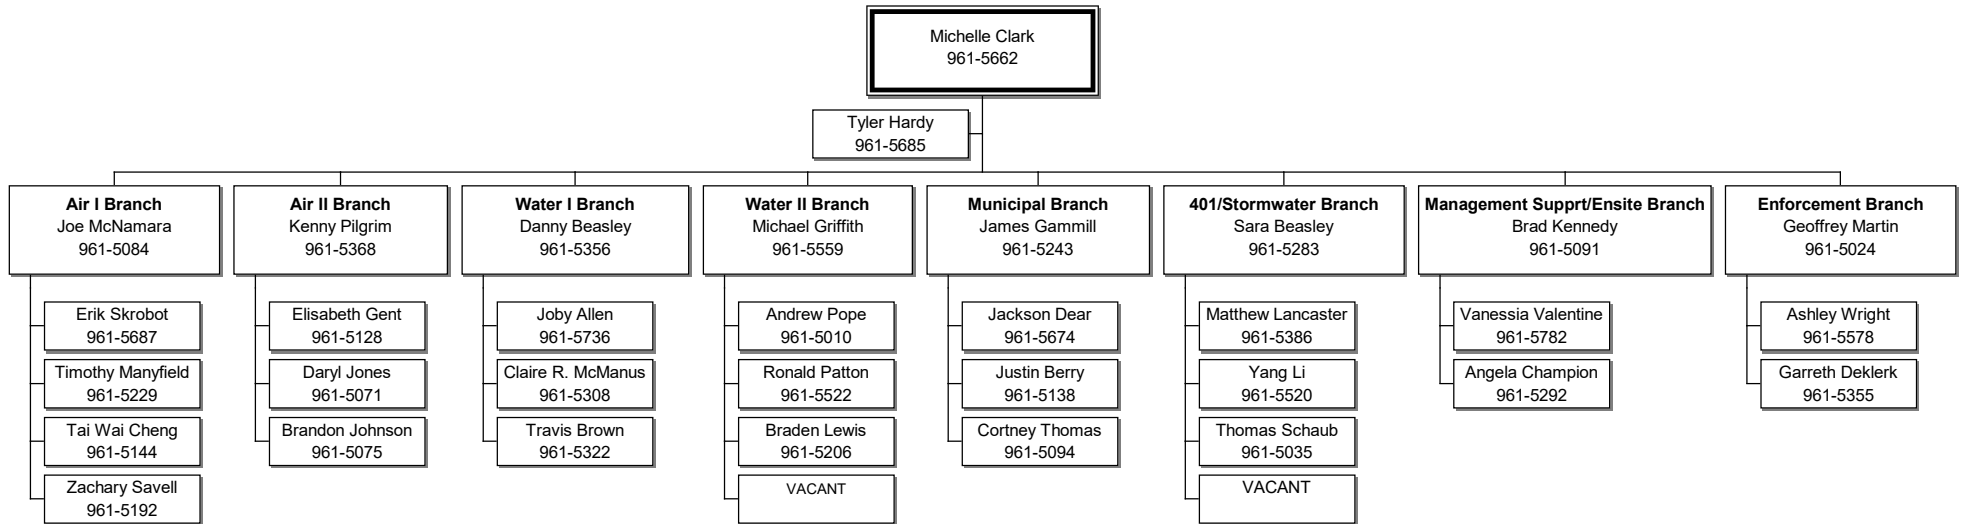 Michelle Clark
961-5662
Tyler Hardy
961-5685
Air I Branch
Joe McNamara
961-5084
Erik Skrobot
961-5687
Timothy Manyfield
961-5229
Tai Wai Cheng
961-5144
Zachary Savell
961-5192
Air II Branch
Kenny Pilgrim
961-5368
Elisabeth Gent
961-5128
Daryl Jones
961-5071
Brandon Johnson
961-5075
Water I Branch
Danny Beasley
961-5356
Joby Allen
961-5736
Claire R. McManus
961-5308
Travis Brown
961-5322
Water II Branch
Michael Griffith
961-5559
Andrew Pope
961-5010
Ronald Patton
961-5522
Braden Lewis
961-5206
VACANT
Municipal Branch
James Gammill
961-5243
Jackson Dear
961-5674
Justin Berry
961-5138
Cortney Thomas
961-5094
401/Stormwater Branch
Sara Beasley
961-5283
Matthew Lancaster
961-5386
Yang Li
961-5520
Thomas Schaub
961-5035
VACANT
Management Supprt/Ensite Branch
Brad Kennedy
961-5091
Vanessia Valentine
961-5782
Angela Champion
961-5292
Enforcement Branch
Geoffrey Martin
961-5024
Ashley Wright
961-5578
Garreth Deklerk
961-5355